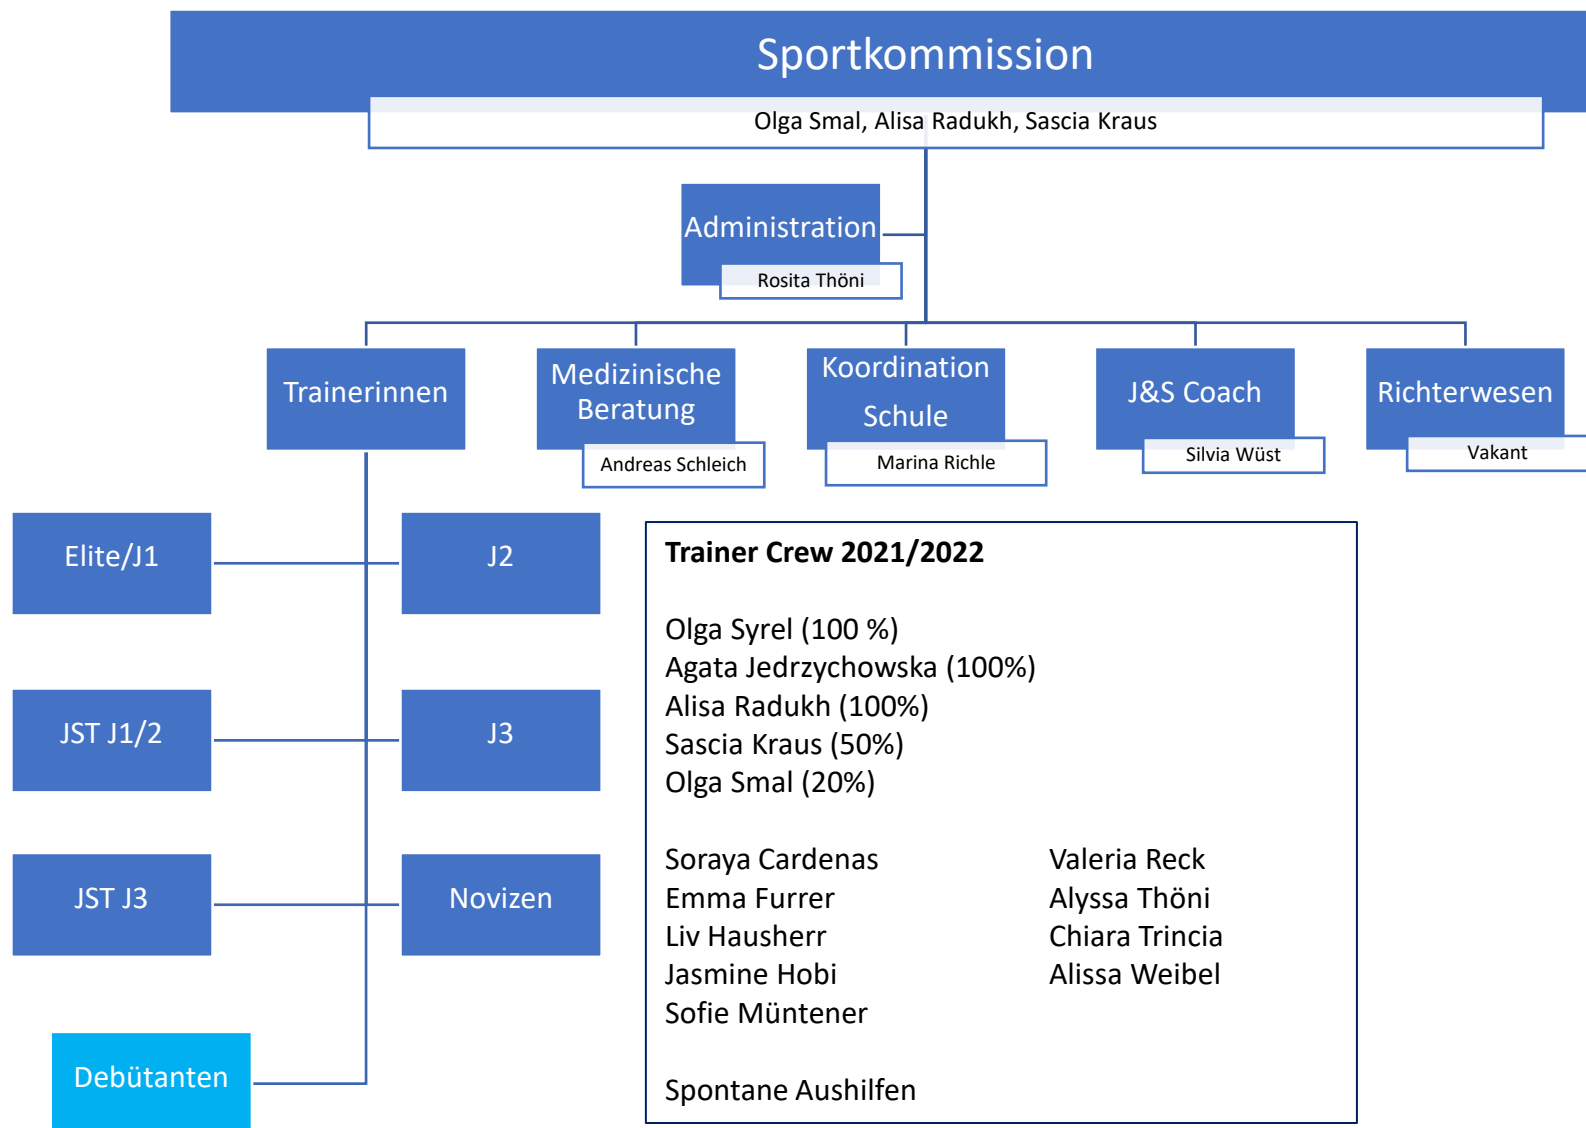 Sportkommission
Olga Smal, Alisa Radukh, Sascia Kraus
Administration
Rosita Thöni
Trainerinnen
Medizinische
Beratung
Andreas Schleich
Koordination
Schule
Marina Richle
J&S Coach
Silvia Wüst
Richterwesen
Vakant
Elite/J1
J2
JST J1/2
J3
JST J3
Novizen
Debütanten
Trainer Crew 2021/2022
Olga Syrel (100 %)
Agata Jedrzychowska (100%)
Alisa Radukh (100%)
Sascia Kraus (50%)
Olga Smal (20%)
Soraya Cardenas
Emma Furrer
Liv Hausherr
Jasmine Hobi
Sofie Müntener
Valeria Reck
Alyssa Thöni
Chiara Trincia
Alissa Weibel
Spontane Aushilfen